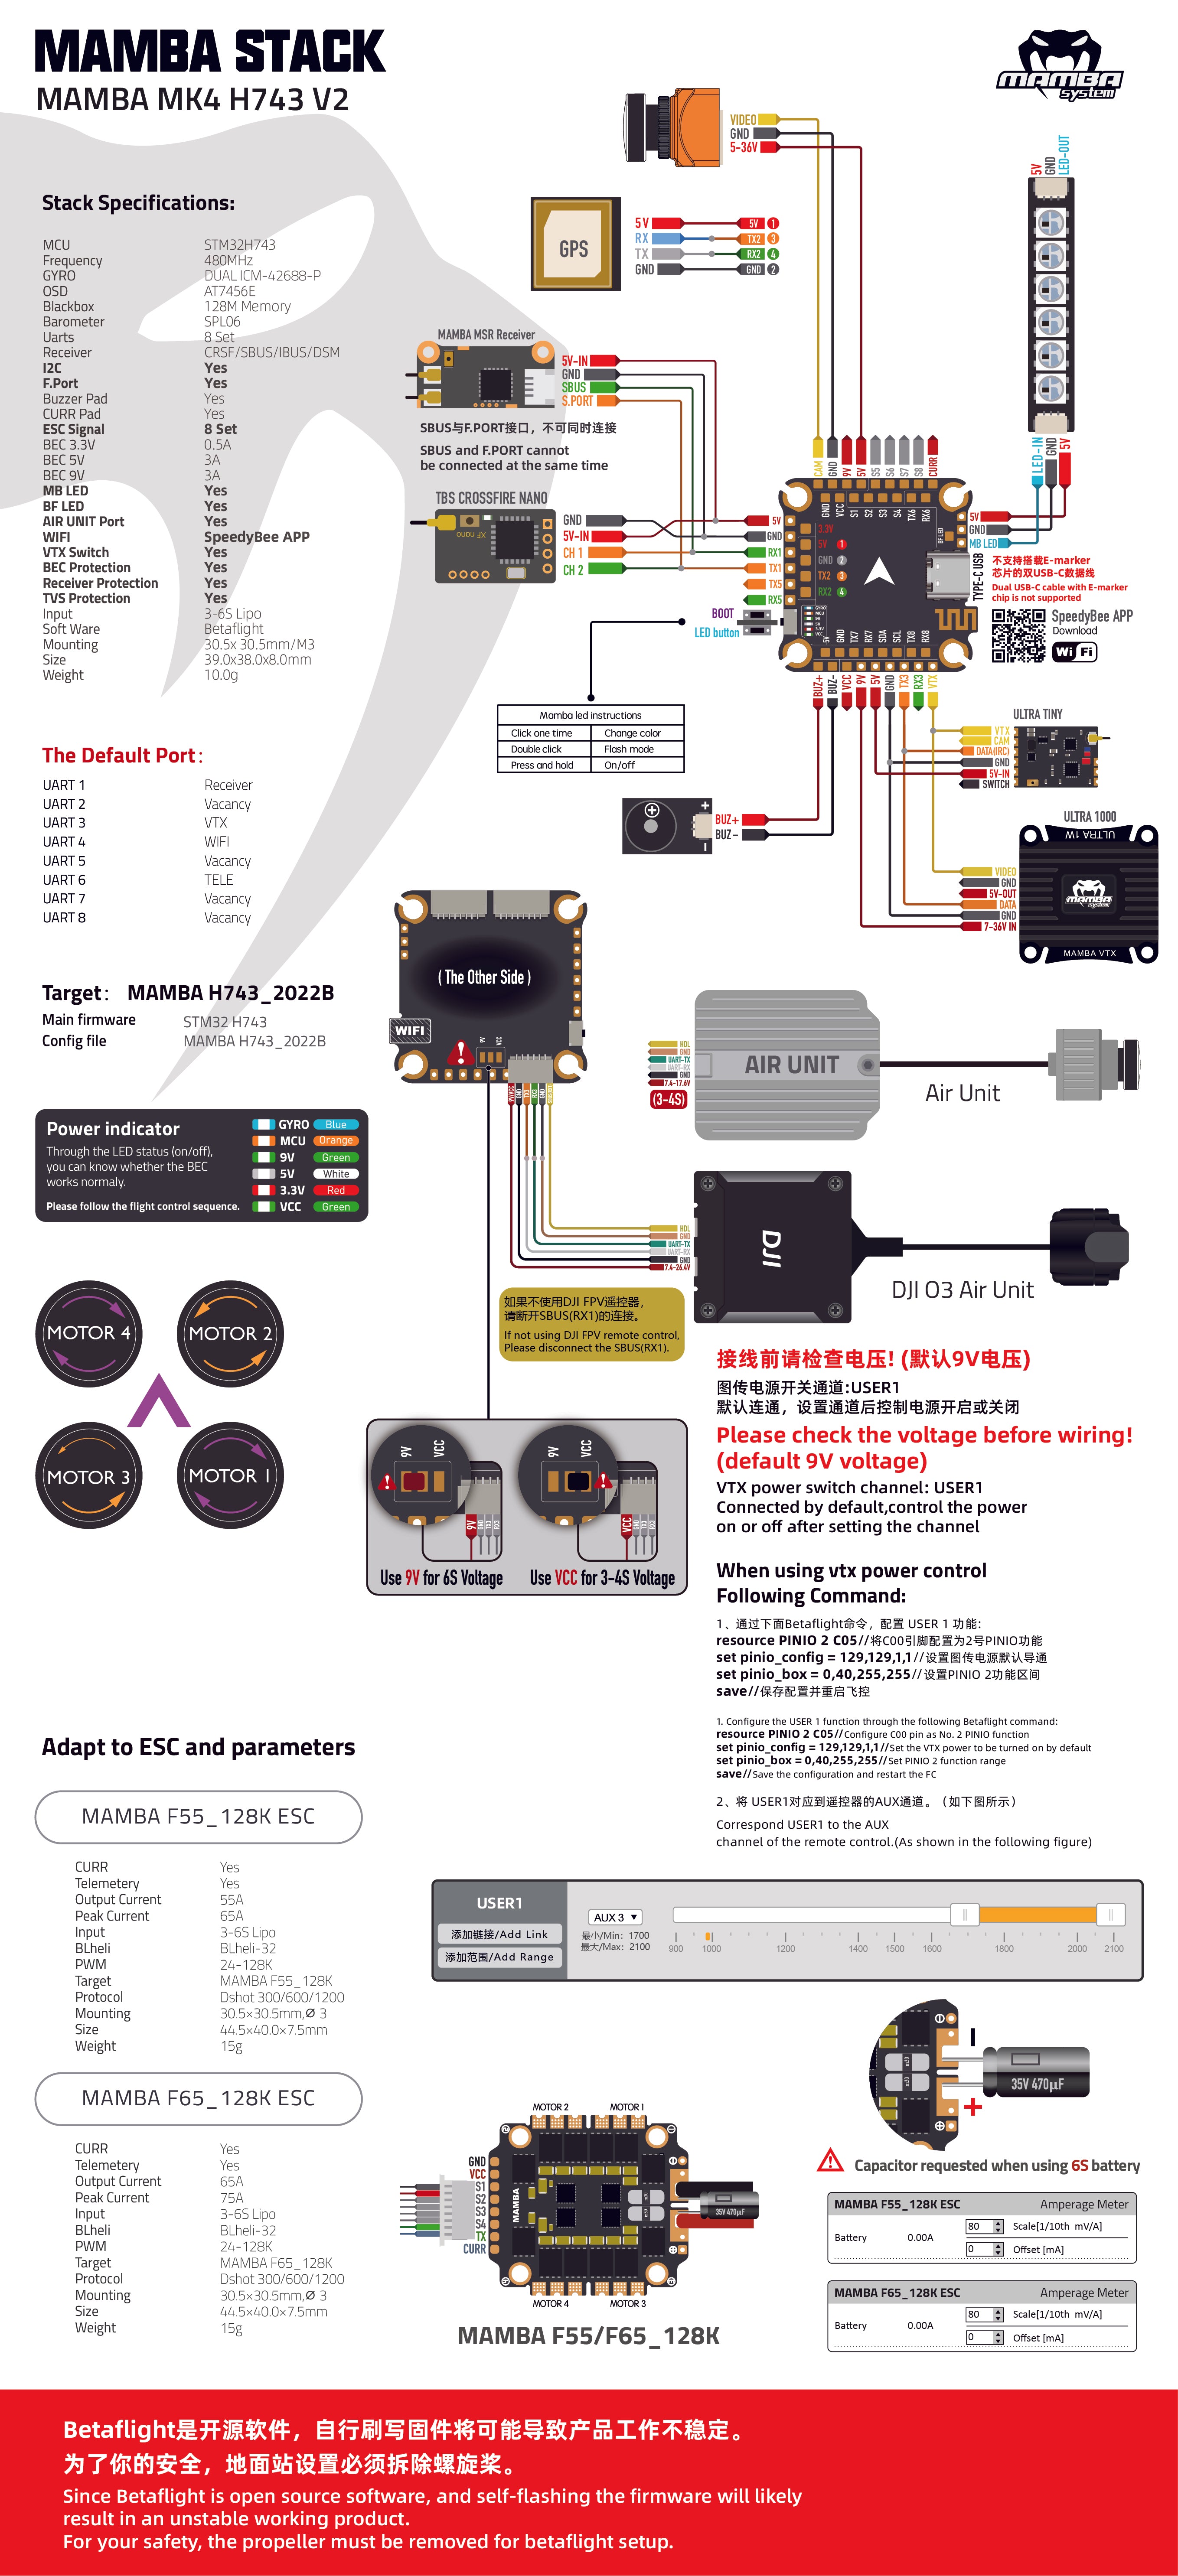 MAMBA STACK
MAMBA MK4 H743 V2
MAMBA
system
Stack Specifications:
MCU STM32H743
Frequency 480MHz
GYRO DUAL ICM-42688-P
OSD AT7456E
Blackbox 128M Memory
Barometer SPL06
Uarts 8 Set
Receiver CRSF/SBUS/IBUS/DSM
I2C Yes
F.Port Yes
Buzzer Pad Yes
CURR Pad Yes
ESC Signal 8 Set
BEC 3.3V 0.5A
BEC 5V 3A
BEC 9V 3A
MB LED Yes
BF LED Yes
AIR UNIT Port Yes
WIFI SpeedyBee APP
VTX Switch Yes
BEC Protection Yes
Receiver Protection Yes
TVS Protection Yes
Input 3-6S Lipo
Soft Ware Betaflight
Mounting 30.5x 30.5mm/M3
Size 39.0x38.0x8.0mm
Weight 10.0g
VIDEO
GND
5-36V
GPS
5V 5V 1
RX TX2 3
TX RX2 4
GND GND 2
5V
GND
LED-OUT
LED-IN
GND
5V
MAMBA MSR Receiver
5V-IN
GND
SBUS
S.PORT
SBUS与F.PORT接口，不可同时连接
SBUS and F.PORT cannot
be connected at the same time
TBS CROSSFIRE NANO
XF nano
GND
5V-IN
CH 1
CH 2
5V
GND
RX1
TX1
TX5
RX5
BOOT
LED button
CAM
GND
9V
5V
S5
S6
S7
S8
CURR
GND
VCC
S1
S2
S3
S4
TX6
RX6
3.3V
5V 1
GND 2
TX2 3
RX2 4
BF LED
5V
GND
MB LED
TYPE-C USB
5V
GND
TX7
RX7
SDA
SCL
TX8
RX8
不支持搭载E-marker
芯片的双USB-C数据线
Dual USB-C cable with E-marker
chip is not supported
SpeedyBee APP
Download
Wi Fi
BUZ+
BUZ-
VCC
9V
5V
GND
TX3
RX3
VTX
Mamba led instructions
Click one time Change color
Double click Flash mode
Press and hold On/off
ULTRA TINY
VTX
CAM
DATA(IRC)
GND
5V-IN
SWITCH
BUZ+
BUZ-
ULTRA 1000
ULTRA 1W
VIDEO
GND
5V-OUT
DATA
GND
7-36V IN
MAMBA
system
MAMBA VTX
The Default Port：
UART 1 Receiver
UART 2 Vacancy
UART 3 VTX
UART 4 WIFI
UART 5 Vacancy
UART 6 TELE
UART 7 Vacancy
UART 8 Vacancy
Target： MAMBA H743_2022B
Main firmware STM32 H743
Config file MAMBA H743_2022B
( The Other Side )
WIFI
9V
VCC
HDL
GND
UART-TX
UART-RX
GND
7.4-17.6V
(3-4S)
AIR UNIT
Air Unit
Power indicator
Through the LED status (on/off),
you can know whether the BEC
works normaly.
Please follow the flight control sequence.
GYRO Blue
MCU Orange
9V Green
5V White
3.3V Red
VCC Green
HDL
GND
UART-TX
UART-RX
GND
7.4-26.4V
DJI
DJI O3 Air Unit
如果不使用DJI FPV遥控器，
请断开SBUS(RX1)的连接。
If not using DJI FPV remote control,
Please disconnect the SBUS(RX1).
MOTOR 4
MOTOR 2
MOTOR 3
MOTOR 1
9V
VCC
9V
GND
TX3
RX3
Use 9V for 6S Voltage
9V
VCC
VCC
GND
TX3
RX3
Use VCC for 3-4S Voltage
接线前请检查电压! (默认9V电压)
图传电源开关通道:USER1
默认连通，设置通道后控制电源开启或关闭
Please check the voltage before wiring!
(default 9V voltage)
VTX power switch channel: USER1
Connected by default,control the power
on or off after setting the channel
When using vtx power control
Following Command:
1、通过下面Betaflight命令，配置 USER 1 功能:
resource PINIO 2 C05//将C00引脚配置为2号PINIO功能
set pinio_config = 129,129,1,1//设置图传电源默认导通
set pinio_box = 0,40,255,255//设置PINIO 2功能区间
save//保存配置并重启飞控
1. Configure the USER 1 function through the following Betaflight command:
resource PINIO 2 C05//Configure C00 pin as No. 2 PINIO function
set pinio_config = 129,129,1,1//Set the VTX power to be turned on by default
set pinio_box = 0,40,255,255//Set PINIO 2 function range
save//Save the configuration and restart the FC
2、将 USER1对应到遥控器的AUX通道。（如下图所示）
Correspond USER1 to the AUX
channel of the remote control.(As shown in the following figure)
USER1
添加链接/Add Link
添加范围/Add Range
AUX 3 ▼
最小/Min: 1700
最大/Max: 2100
900 1000 1200 1400 1500 1600 1800 2000 2100
Adapt to ESC and parameters
MAMBA F55_128K ESC
CURR Yes
Telemetery Yes
Output Current 55A
Peak Current 65A
Input 3-6S Lipo
BLheli BLheli-32
PWM 24-128K
Target MAMBA F55_128K
Protocol Dshot 300/600/1200
Mounting 30.5×30.5mm,Ø 3
Size 44.5×40.0×7.5mm
Weight 15g
MAMBA F65_128K ESC
CURR Yes
Telemetery Yes
Output Current 65A
Peak Current 75A
Input 3-6S Lipo
BLheli BLheli-32
PWM 24-128K
Target MAMBA F65_128K
Protocol Dshot 300/600/1200
Mounting 30.5×30.5mm,Ø 3
Size 44.5×40.0×7.5mm
Weight 15g
MOTOR 2 MOTOR 1
GND
VCC
S1
S2
S3
S4
TX
CURR
MAMBA
35V 470μF
MOTOR 4 MOTOR 3
MAMBA F55/F65_128K
35V 470μF
Capacitor requested when using 6S battery
MAMBA F55_128K ESC Amperage Meter
Battery 0.00A
80 Scale[1/10th mV/A]
0 Offset [mA]
MAMBA F65_128K ESC Amperage Meter
Battery 0.00A
80 Scale[1/10th mV/A]
0 Offset [mA]
Betaflight是开源软件，自行刷写固件将可能导致产品工作不稳定。
为了你的安全，地面站设置必须拆除螺旋桨。
Since Betaflight is open source software, and self-flashing the firmware will likely
result in an unstable working product.
For your safety, the propeller must be removed for betaflight setup.